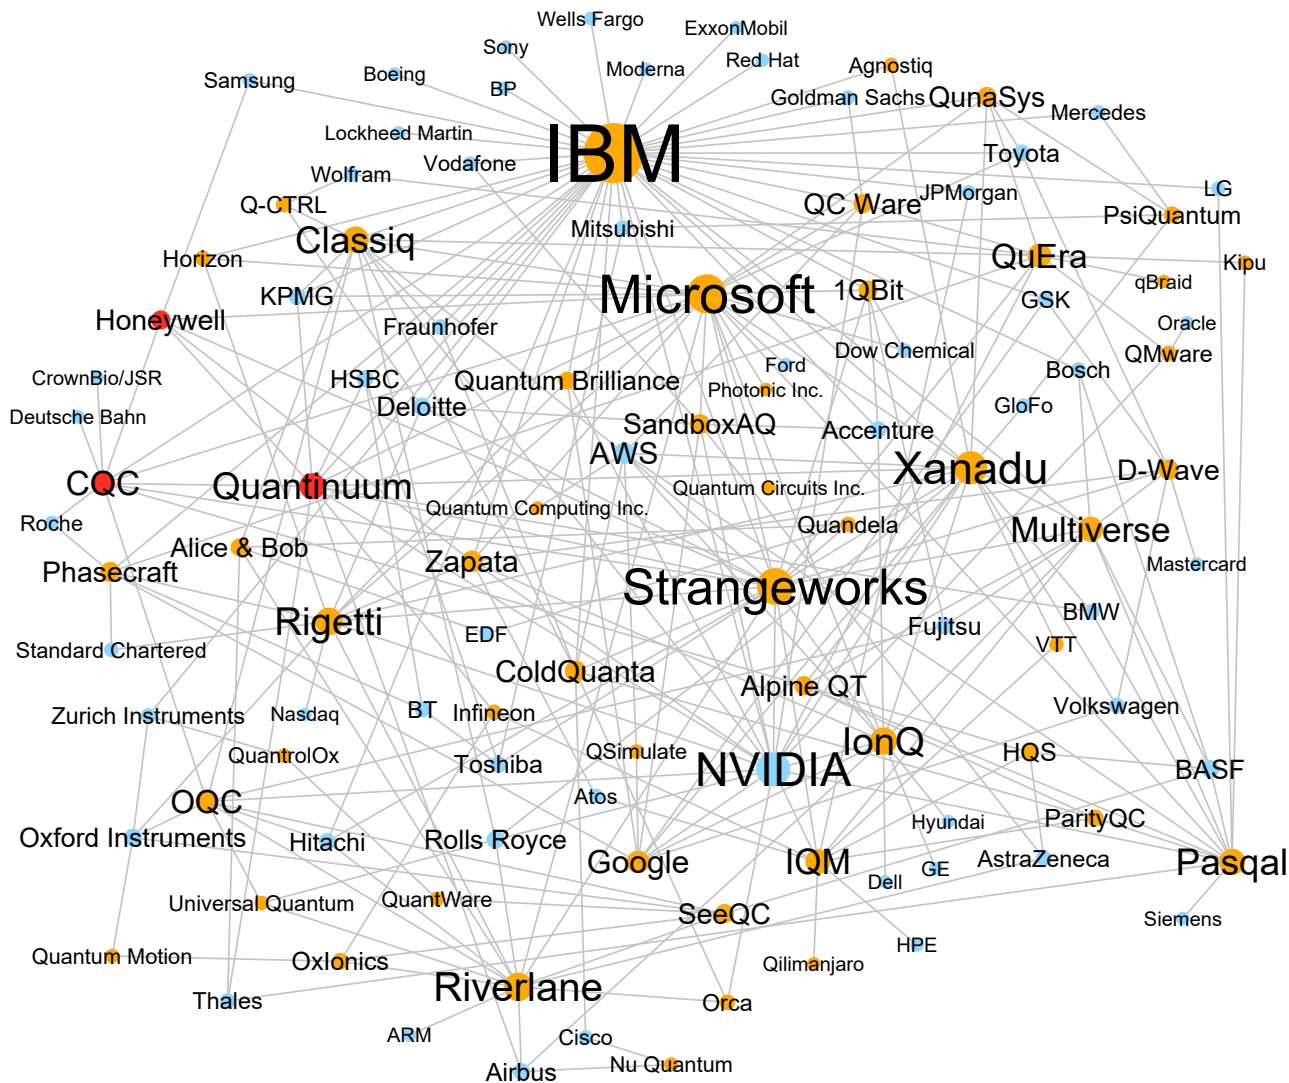 Wells Fargo
ExxonMobil
Sony
Red Hat
Moderna
Agnostiq
Boeing
Samsung
BP
Goldman Sachs
QunaSys
Mercedes
Lockheed Martin
IBM
Toyota
Vodafone
Wolfram
LG
JPMorgan
QC Ware
Q-CTRL
PsiQuantum
Mitsubishi
Classiq
QuEra
Horizon
Kipu
qBraid
1QBit
Microsoft
KPMG
GSK
Honeywell
Fraunhofer
Oracle
Dow Chemical
QMware
Ford
Bosch
CrownBio/JSR
HSBC
Quantum Brilliance
Photonic Inc.
Deloitte
GloFo
Deutsche Bahn
SandboxAQ
Accenture
AWS
Xanadu
D-Wave
CQC
Quantinuum
Quantum Circuits Inc.
Quantum Computing Inc.
Roche
Quandela
Multiverse
Alice & Bob
Zapata
Mastercard
Phasecraft
Strangeworks
BMW
Rigetti
Fujitsu
EDF
VTT
Standard Chartered
ColdQuanta
Alpine QT
Volkswagen
BT
Infineon
Nasdaq
Zurich Instruments
IonQ
QSimulate
HQS
QuantrolOx
Toshiba
NVIDIA
BASF
Atos
OQC
ParityQC
Hyundai
Oxford Instruments
Hitachi
Rolls Royce
AstraZeneca
Google
IQM
Pasqal
GE
Dell
QuantWare
Universal Quantum
SeeQC
Siemens
HPE
Quantum Motion
OxIonics
Qilimanjaro
Riverlane
Thales
Orca
ARM
Cisco
Nu Quantum
Airbus